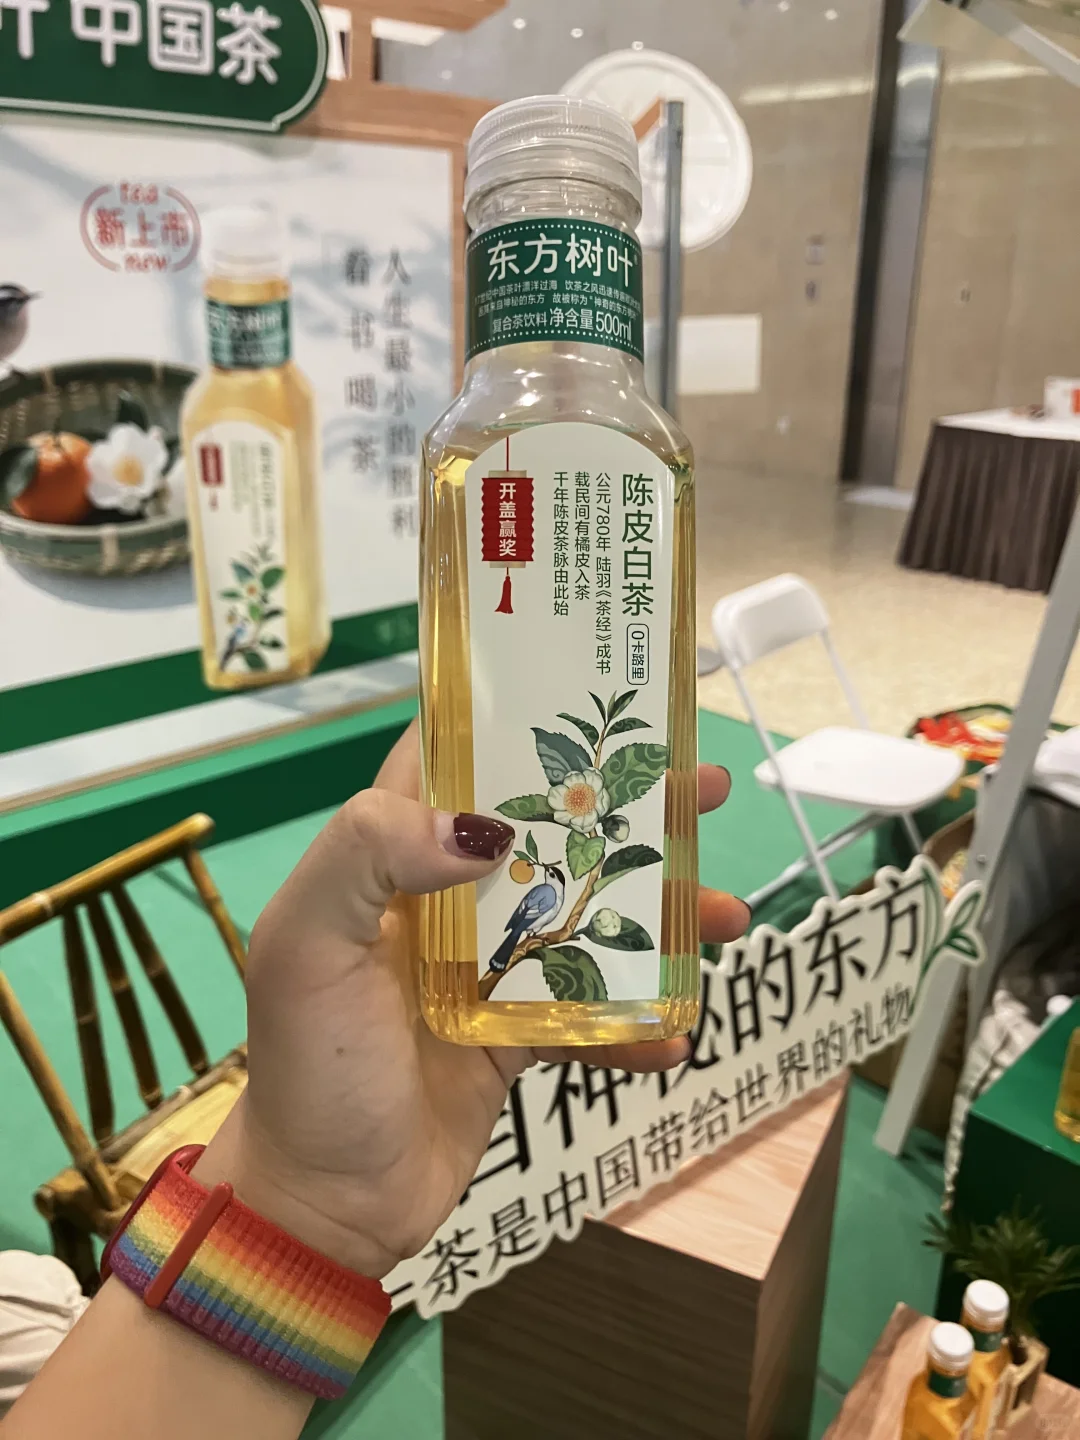 叶 中国茶
tea
新上市
new
人生最小的胜利
看书喝茶
东方树叶
复合茶饮料 净含量500ml
开盖赢奖
陈皮白茶
0卡路里
公元780年 陆羽《茶经》成书
载民间有橘皮入茶
千年陈皮茶脉由此始
东方树叶
自神秘的东方
茶是中国带给世界的礼物